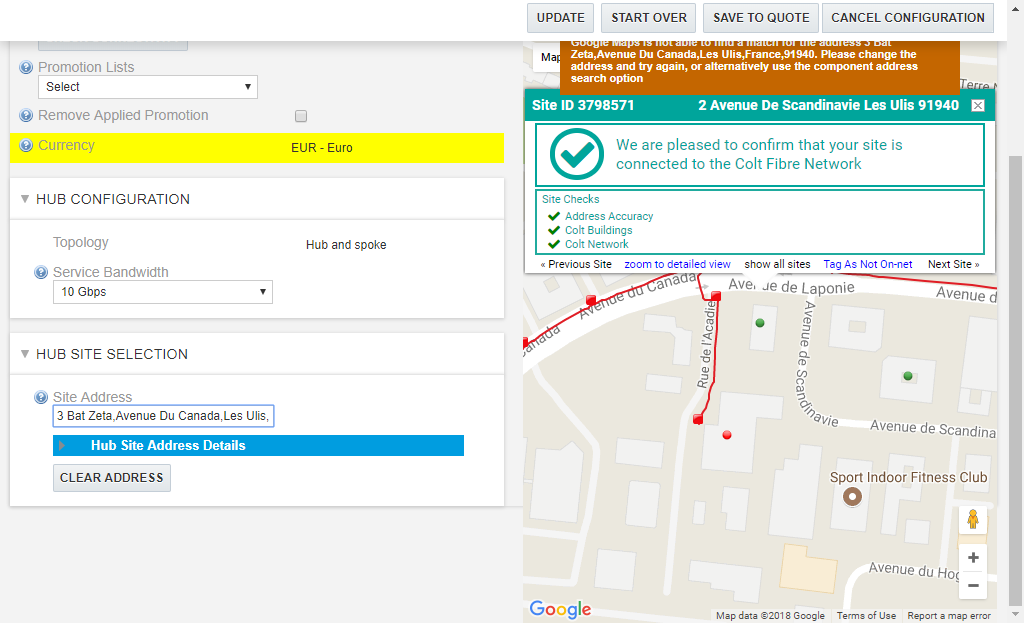 UPDATE
START OVER
SAVE TO QUOTE
CANCEL CONFIGURATION
Promotion Lists
Select
Remove Applied Promotion
Currency
EUR - Euro
HUB CONFIGURATION
Topology
Hub and spoke
Service Bandwidth
10 Gbps
HUB SITE SELECTION
Site Address
3 Bat Zeta,Avenue Du Canada,Les Ulis,
Hub Site Address Details
CLEAR ADDRESS
Map
Google Maps is not able to find a match for the address 3 Bat
Zeta,Avenue Du Canada,Les Ulis,France,91940. Please change the
address and try again, or alternatively use the component address
search option
Terre
Site ID 3798571
2 Avenue De Scandinavie Les Ulis 91940
We are pleased to confirm that your site is
connected to the Colt Fibre Network
Site Checks
Address Accuracy
Colt Buildings
Colt Network
« Previous Site
zoom to detailed view
show all sites
Tag As Not On-net
Next Site »
Avenue du Canada
Avenue de Laponie
Avenue d
Canada
Rue de l'Acadie
Avenue de Scandinavie
Avenue de Scandina
Sport Indoor Fitness Club
Avenue du Hog
+
−
Google
Map data ©2018 Google
Terms of Use
Report a map error